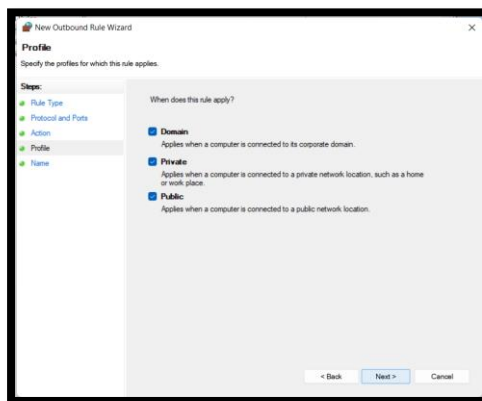 New Outbound Rule Wizard
Profile
Specify the profiles for which this rule applies.
Steps:
Rule Type
Protocol and Ports
Action
Profile
Name
When does this rule apply?
Domain
Applies when a computer is connected to its corporate domain.
Private
Applies when a computer is connected to a private network location, such as a home
or work place.
Public
Applies when a computer is connected to a public network location.
< Back
Next >
Cancel